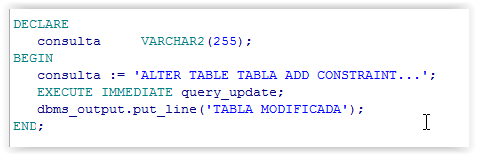 DECLARE
consulta VARCHAR2(255);
BEGIN
consulta := 'ALTER TABLE TABLA ADD CONSTRAINT...';
EXECUTE IMMEDIATE query_update;
dbms_output.put_line('TABLA MODIFICADA');
END;